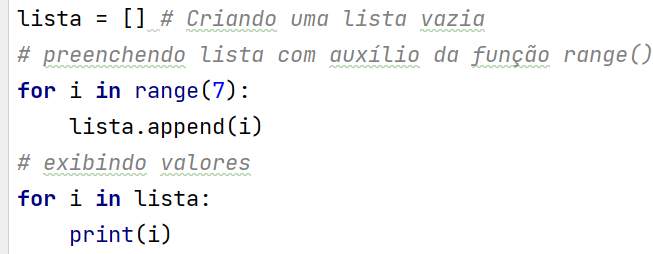 lista = [] # Criando uma lista vazia
# preenchendo lista com auxílio da função range()
for i in range(7):
    lista.append(i)
# exibindo valores
for i in lista:
    print(i)